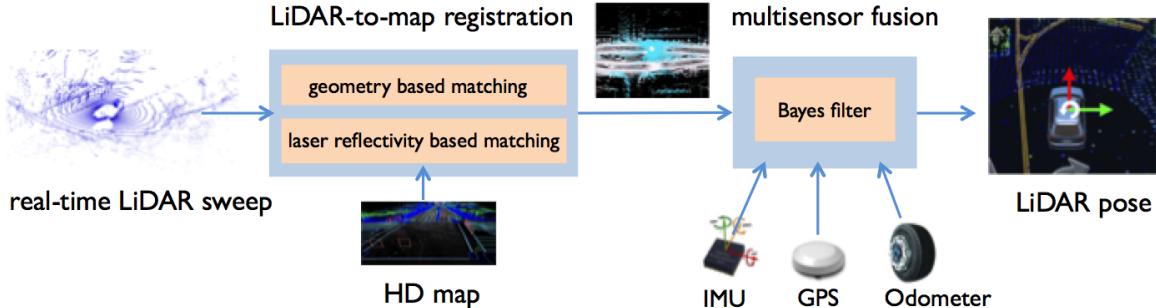 LiDAR-to-map registration
multisensor fusion
geometry based matching
laser reflectivity based matching
Bayes filter
real-time LiDAR sweep
LiDAR pose
HD map
IMU
GPS
Odometer